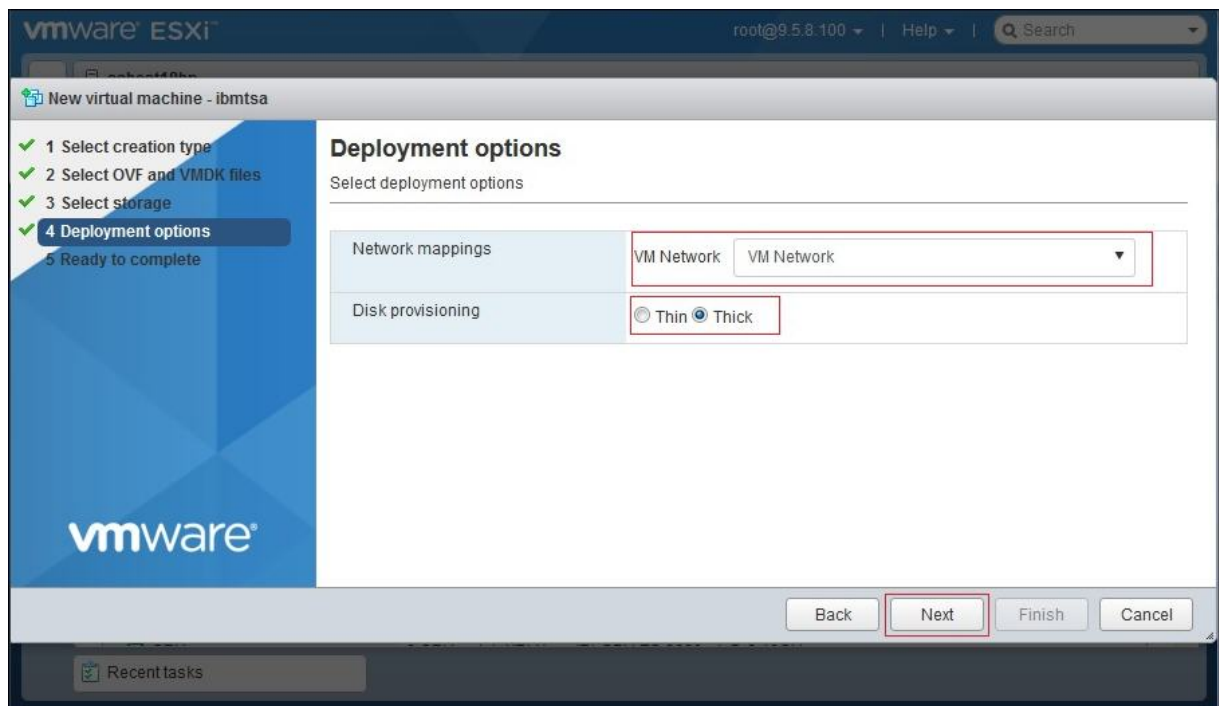 vmware ESXi™
root@9.5.8.100 | Help | Search
New virtual machine - ibmtsa
1 Select creation type
2 Select OVF and VMDK files
3 Select storage
4 Deployment options
5 Ready to complete
vmware®
Deployment options
Select deployment options
Network mappings
VM Network VM Network
Disk provisioning
Thin Thick
Back Next Finish Cancel
Recent tasks